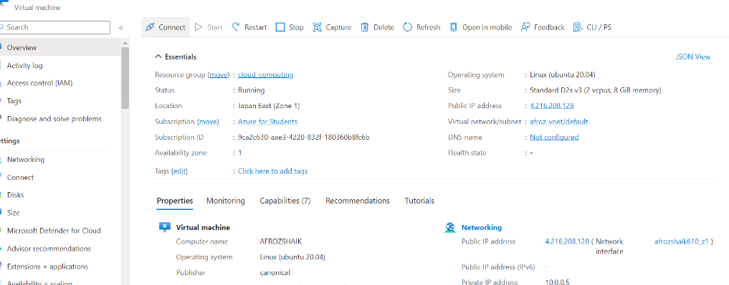 Virtual machine
Search
«
Connect
Start
Restart
Stop
Capture
Delete
Refresh
Open in mobile
Feedback
CLI / PS
Overview
Activity log
Access control (IAM)
Tags
Diagnose and solve problems
ettings
Networking
Connect
Disks
Size
Microsoft Defender for Cloud
Advisor recommendations
Extensions + applications
Availability + scaling
Essentials
JSON View
Resource group (move) : cloud_computing
Status : Running
Location : Japan East (Zone 1)
Subscription (move) : Azure for Students
Subscription ID : 9ca2c630-aae3-4220-832f-180360b8fc6b
Availability zone : 1
Tags (edit) : Click here to add tags
Operating system : Linux (ubuntu 20.04)
Size : Standard D2s v3 (2 vcpus, 8 GiB memory)
Public IP address : 4.216.208.128
Virtual network/subnet : afroz-vnet/default
DNS name : Not configured
Health state : -
Properties
Monitoring
Capabilities (7)
Recommendations
Tutorials
Virtual machine
Computer name AFROZSHAIK
Operating system Linux (ubuntu 20.04)
Publisher canonical
Networking
Public IP address 4.216.208.128 ( Network interface afrozshaik610_z1 )
Public IP address (IPv6) -
Private IP address 10.0.0.5